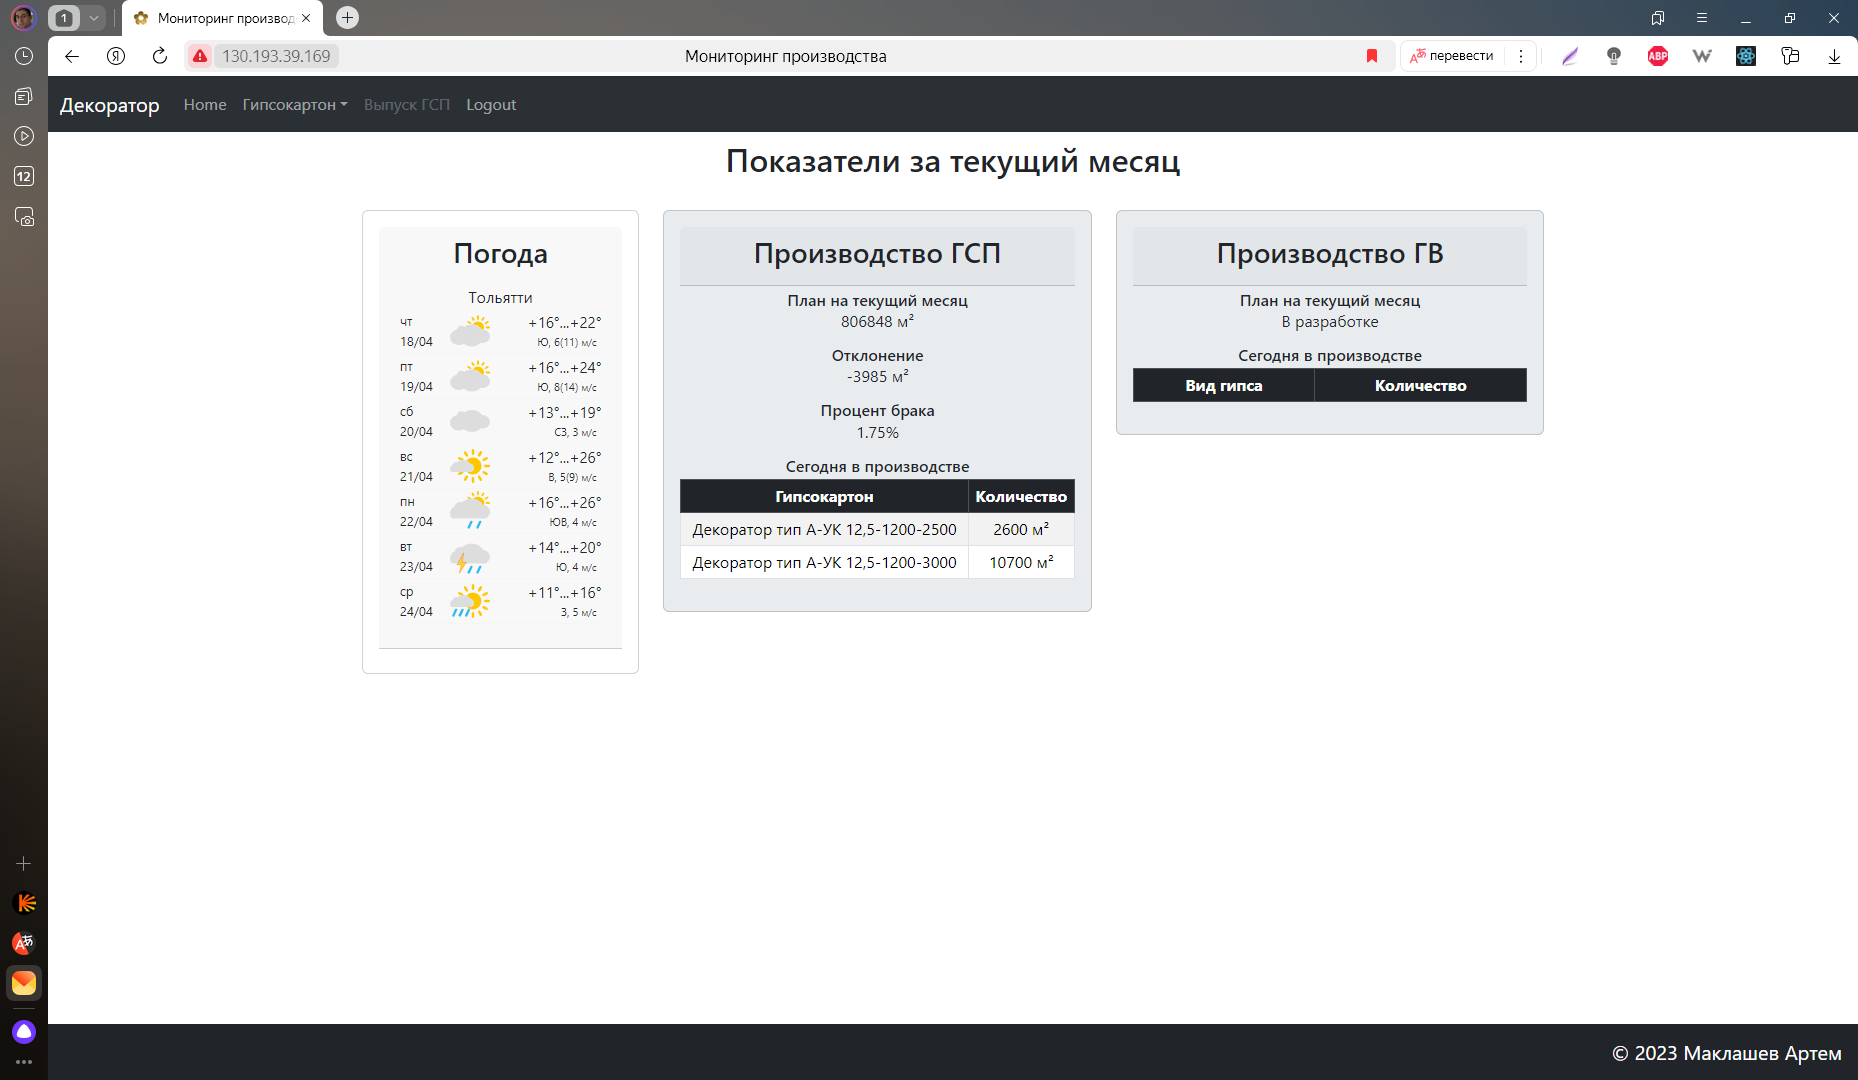 1
Мониторинг производ
130.193.39.169
Мониторинг производства
перевести
ABP
12
Декоратор
Home
Гипсокартон
Выпуск ГСП
Logout
Показатели за текущий месяц
Погода
Тольятти
чт +16°...+22°
18/04 Ю, 6(11) м/с
пт +16°...+24°
19/04 Ю, 8(14) м/с
сб +13°...+19°
20/04 СЗ, 3 м/с
вс +12°...+26°
21/04 В, 5(9) м/с
пн +16°...+26°
22/04 ЮВ, 4 м/с
вт +14°...+20°
23/04 Ю, 4 м/с
ср +11°...+16°
24/04 З, 5 м/с
Производство ГСП
План на текущий месяц
806848 м²
Отклонение
-3985 м²
Процент брака
1.75%
Сегодня в производстве
Гипсокартон Количество
Декоратор тип А-УК 12,5-1200-2500 2600 м²
Декоратор тип А-УК 12,5-1200-3000 10700 м²
Производство ГВ
План на текущий месяц
В разработке
Сегодня в производстве
Вид гипса Количество
© 2023 Маклашев Артем